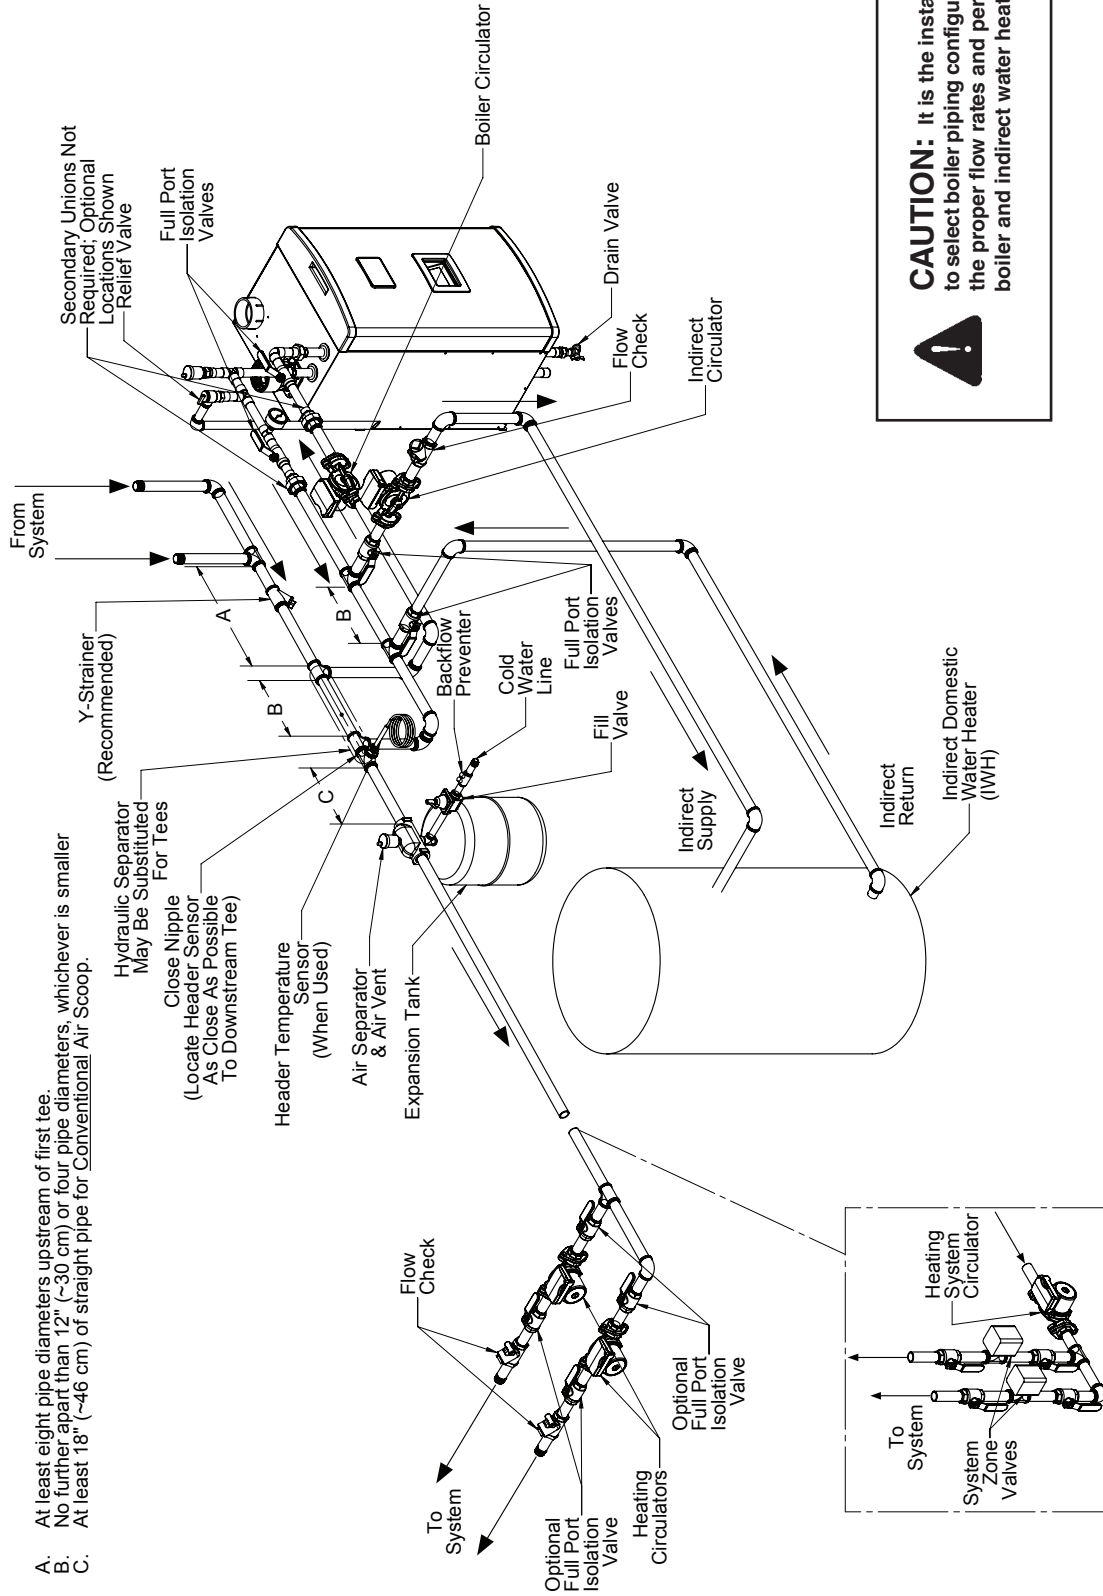 A. At least eight pipe diameters upstream of first tee.
B. No further apart than 12" (~30 cm) or four pipe diameters, whichever is smaller
C. At least 18" (~46 cm) of straight pipe for Conventional Air Scoop.
From
System
Secondary Unions Not
Required; Optional
Locations Shown
Relief Valve
Full Port
Isolation
Valves
Boiler Circulator
Drain Valve
Flow
Check
Indirect
Circulator
Y-Strainer
(Recommended)
A
B
B
C
Hydraulic Separator
May Be Substituted
For Tees
Close Nipple
(Locate Header Sensor
As Close As Possible
To Downstream Tee)
Header Temperature
Sensor
(When Used)
Air Separator
& Air Vent
Expansion Tank
Backflow
Preventer
Cold
Water
Line
Fill
Valve
Full Port
Isolation
Valves
Indirect
Supply
Indirect
Return
Indirect Domestic
Water Heater
(IWH)
Flow
Check
To
System
Optional
Full Port
Isolation
Valve
Heating
Circulators
Optional
Full Port
Isolation
Valve
To
System
System
Zone
Valves
Heating
System
Circulator
CAUTION: It is the insta
to select boiler piping configu
the proper flow rates and per
boiler and indirect water heat